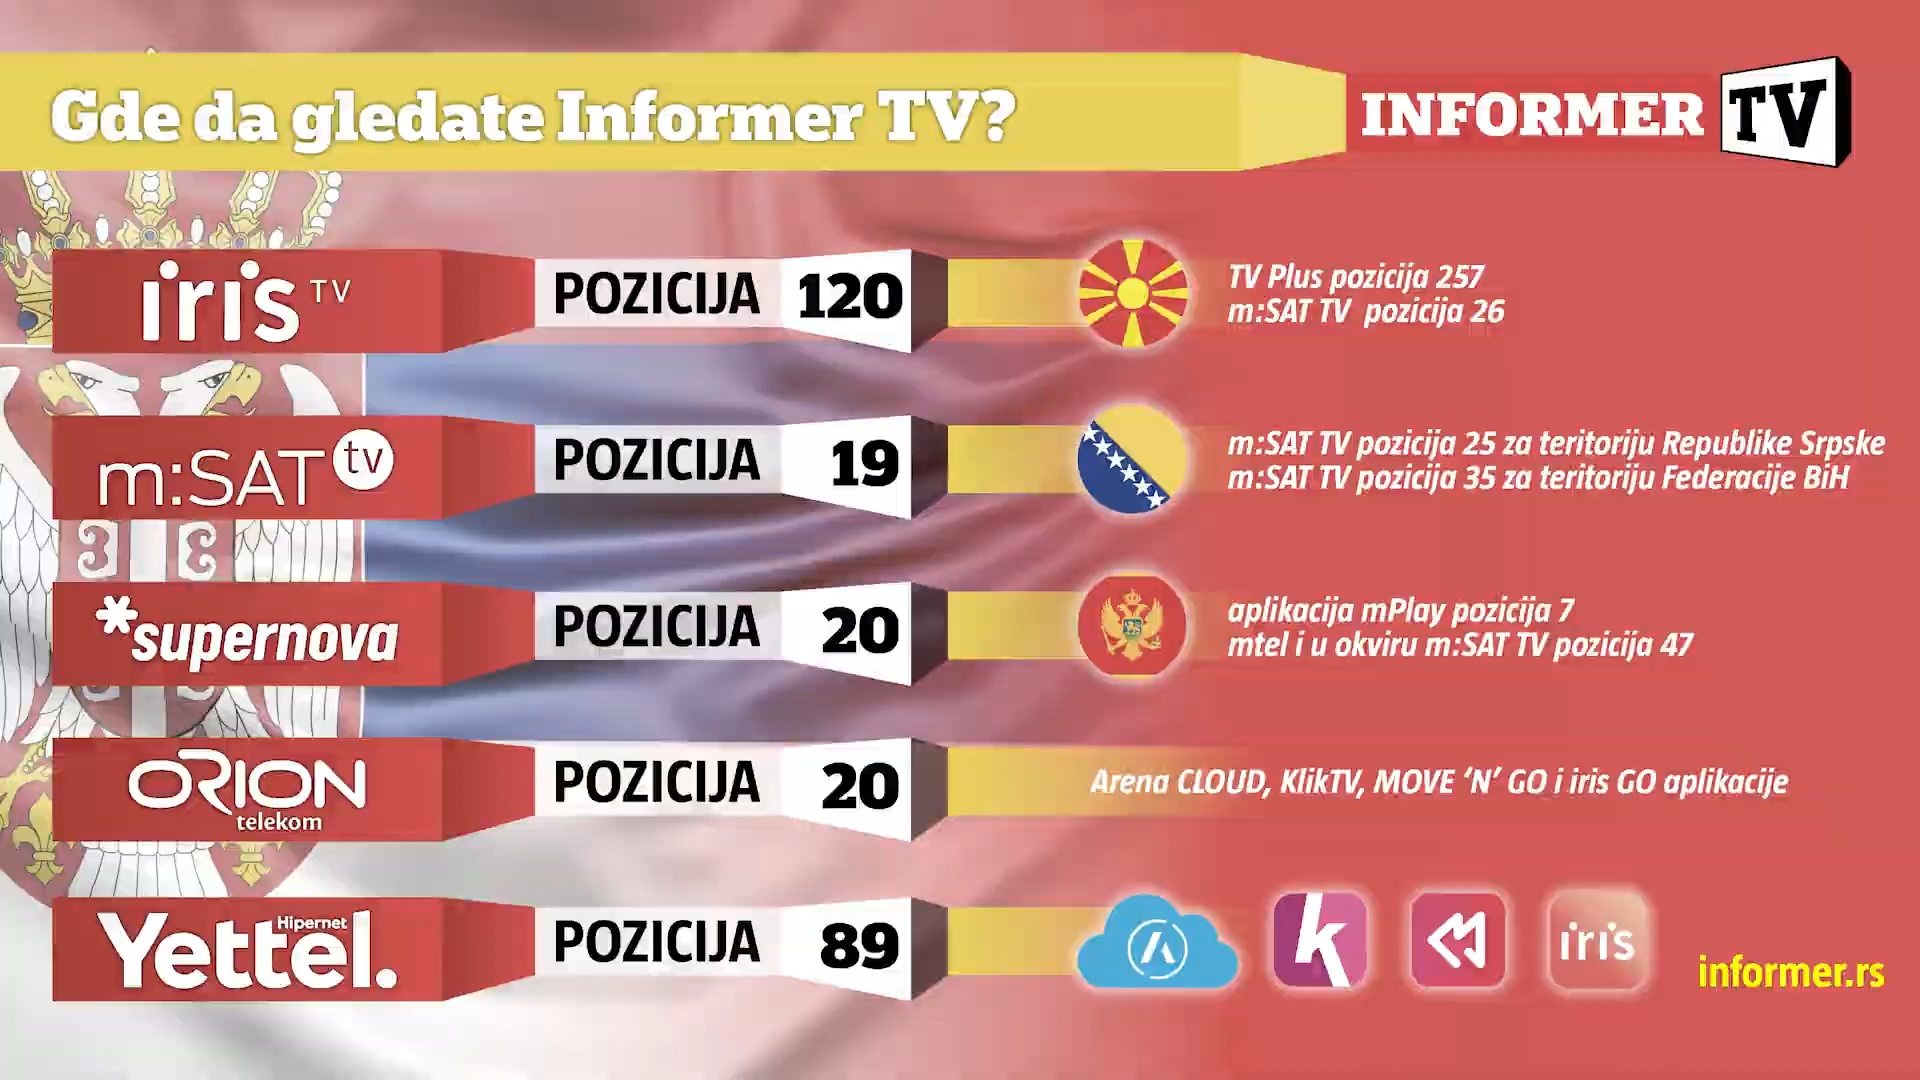 Gde da gledate Informer TV?
INFORMER TV
iris TV POZICIJA 120
TV Plus pozicija 257
m:SAT TV pozicija 26
m:SAT tv POZICIJA 19
m:SAT TV pozicija 25 za teritoriju Republike Srpske
m:SAT TV pozicija 35 za teritoriju Federacije BiH
*supernova POZICIJA 20
aplikacija mPlay pozicija 7
mtel i u okviru m:SAT TV pozicija 47
ORION telekom POZICIJA 20
Arena CLOUD, KlikTV, MOVE ‘N’ GO i iris GO aplikacije
Yettel. Hipernet POZICIJA 89
k
iris
informer.rs